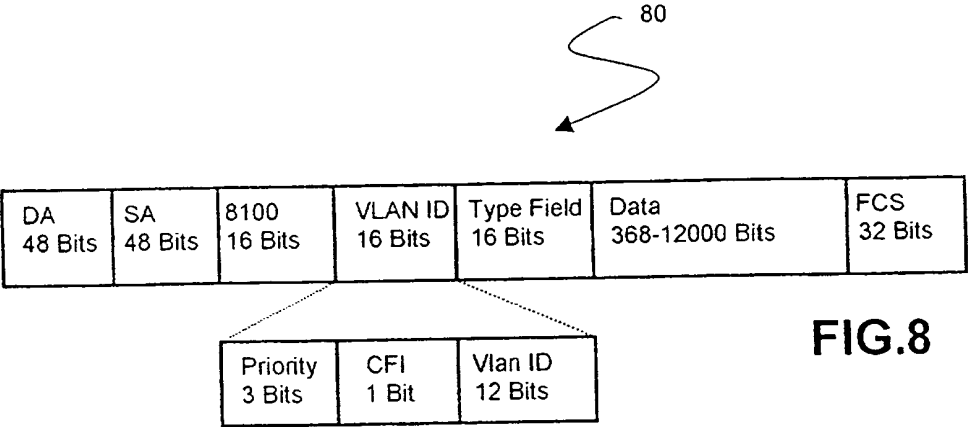 80
DA
48 Bits
SA
48 Bits
8100
16 Bits
VLAN ID
16 Bits
Type Field
16 Bits
Data
368-12000 Bits
FCS
32 Bits
Priority
3 Bits
CFI
1 Bit
Vlan ID
12 Bits
FIG.8